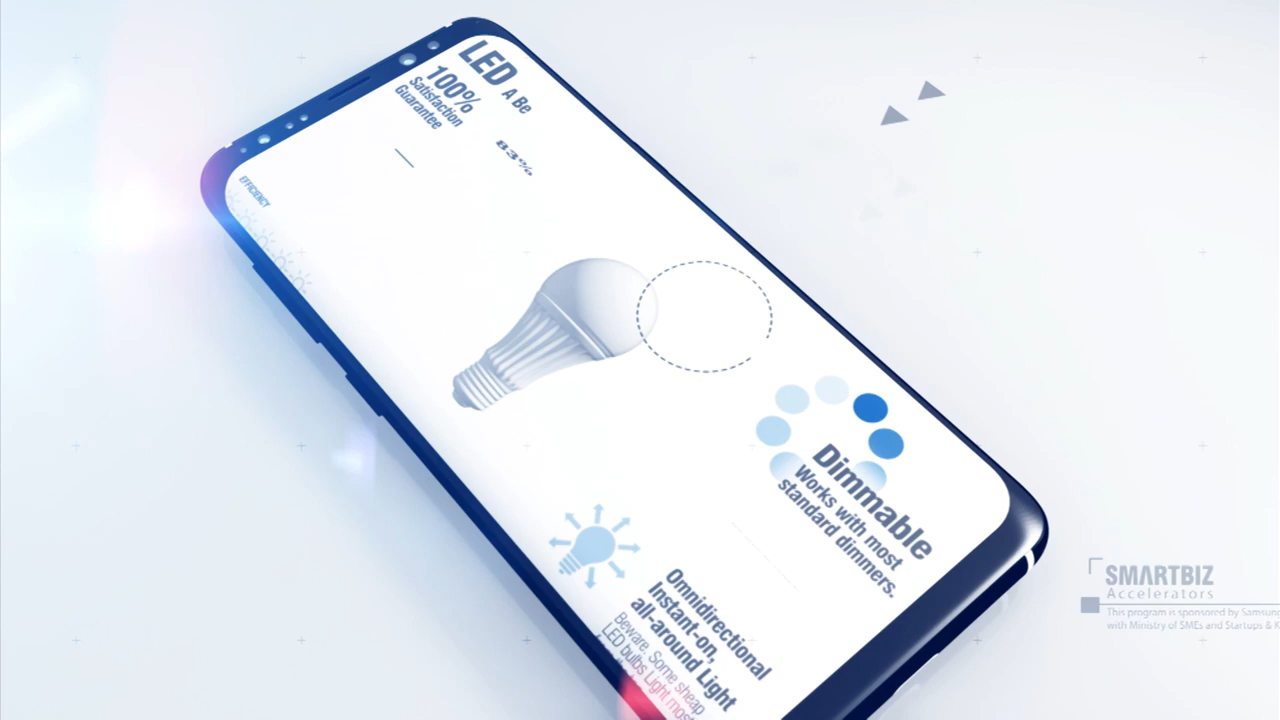 LED A Be
100%
Satisfaction
Guarantee
83%
EFFICIENCY
Dimmable
Works with most
standard dimmers.
Omnidirectional
Instant-on,
all-around Light
Beware. Some sheap
LED bulbs Light most
SMARTBIZ
Accelerators
This program is sponsored by Samsung
with Ministry of SMEs and Startups & K